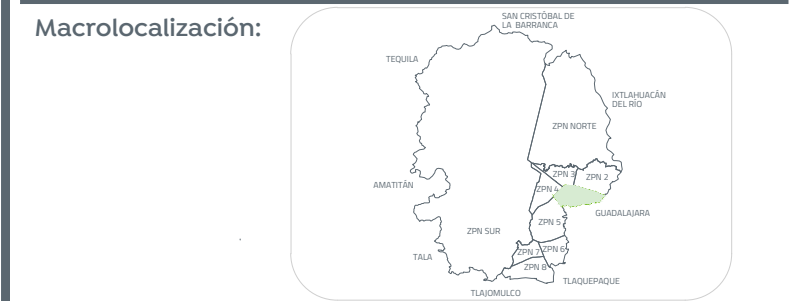 Macrolocalización:
SAN CRISTÓBAL DE
LA BARRANCA
TEQUILA
IXTLAHUACÁN
DEL RÍO
ZPN NORTE
ZPN 3
ZPN 2
AMATITÁN
ZPN 4
GUADALAJARA
ZPN 5
ZPN SUR
ZPN 7
ZPN 6
TALA
ZPN 8
TLAQUEPAQUE
TLAJOMULCO